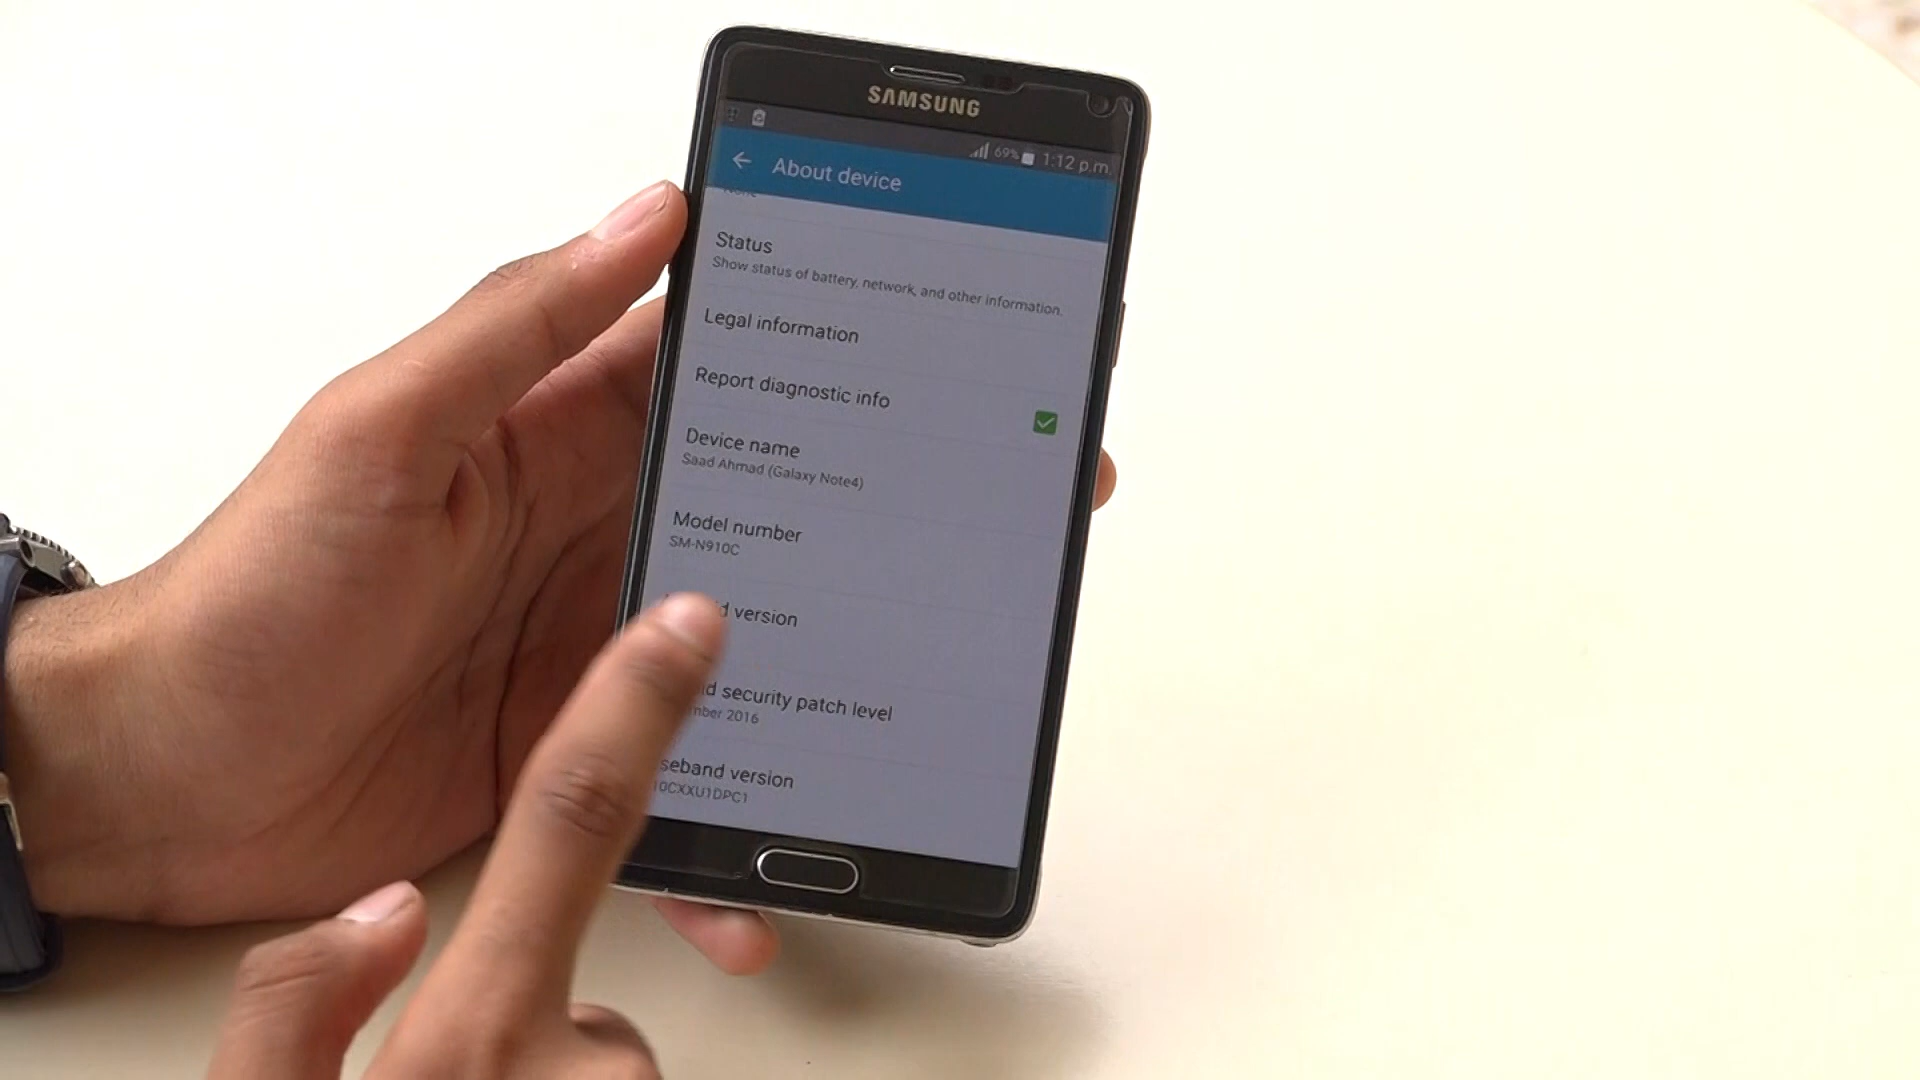 SAMSUNG
69% 1:12 p.m.
About device
Status
Show status of battery, network, and other information.
Legal information
Report diagnostic info
Device name
Saad Ahmad (Galaxy Note4)
Model number
SM-N910C
version
security patch level
2016
version